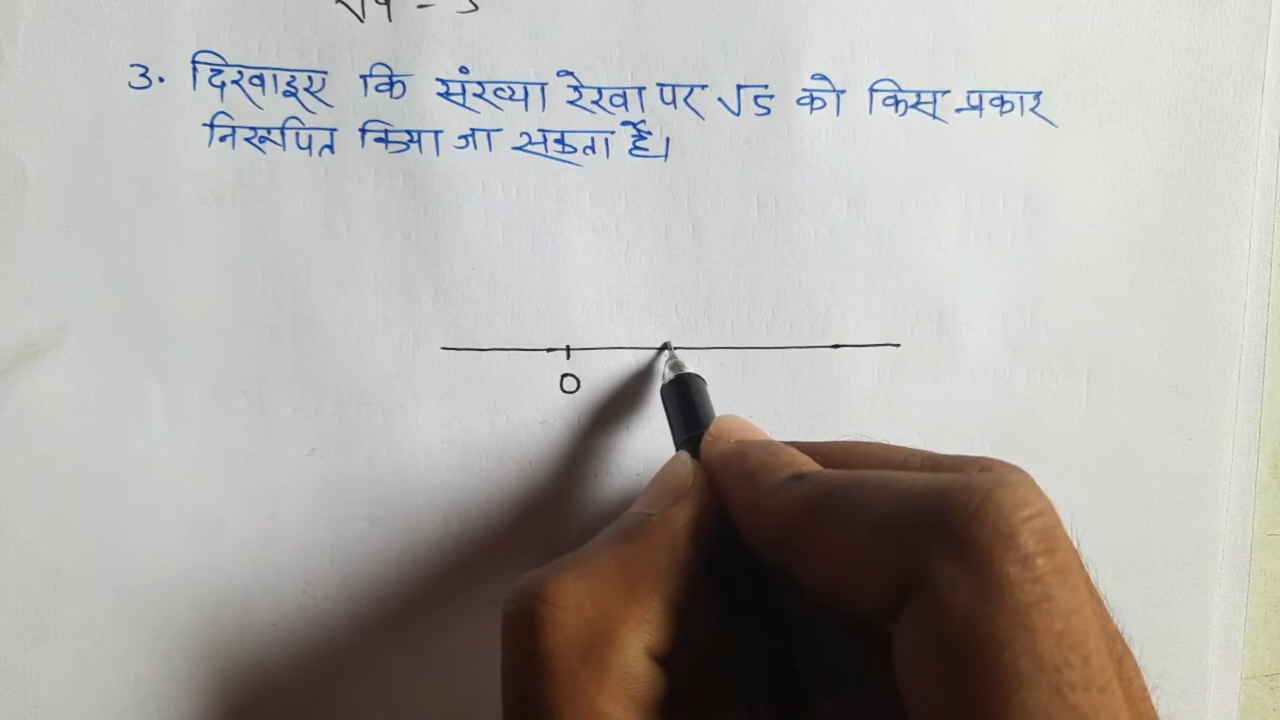 3. दिखाइए कि संख्या रेखा पर √5 को किस प्रकार
निरूपित किया जा सकता है।
0